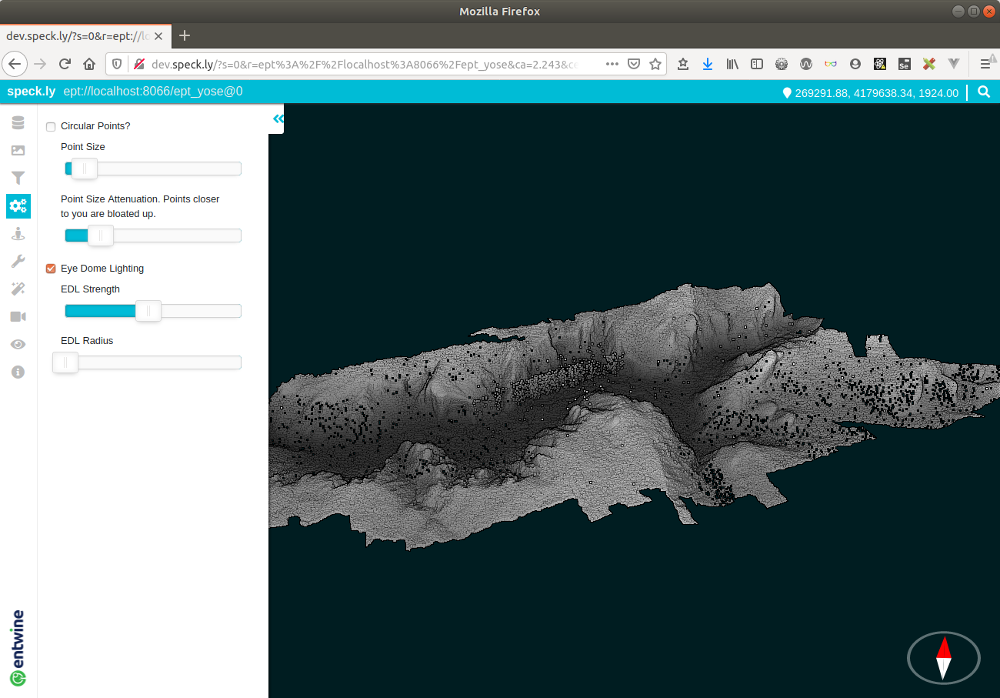 Mozilla Firefox
dev.speck.ly/?s=0&r=ept://lo
dev.speck.ly/?s=0&r=ept%3A%2F%2Flocalhost%3A8066%2Fept_yose&ca=2.243&c
speck.ly ept://localhost:8066/ept_yose@0
269291.88, 4179638.34, 1924.00
Circular Points?
Point Size
Point Size Attenuation. Points closer
to you are bloated up.
Eye Dome Lighting
EDL Strength
EDL Radius
entwine